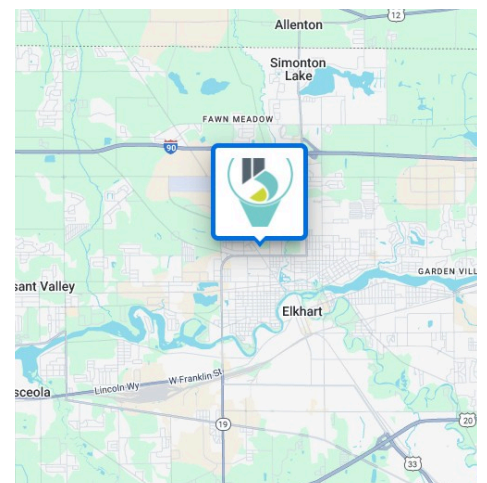 12
Allenton
Simonton
Lake
FAWN MEADOW
90
GARDEN VILL
sant Valley
Elkhart
sceola
Lincoln Wy
W Franklin St
19
20
33